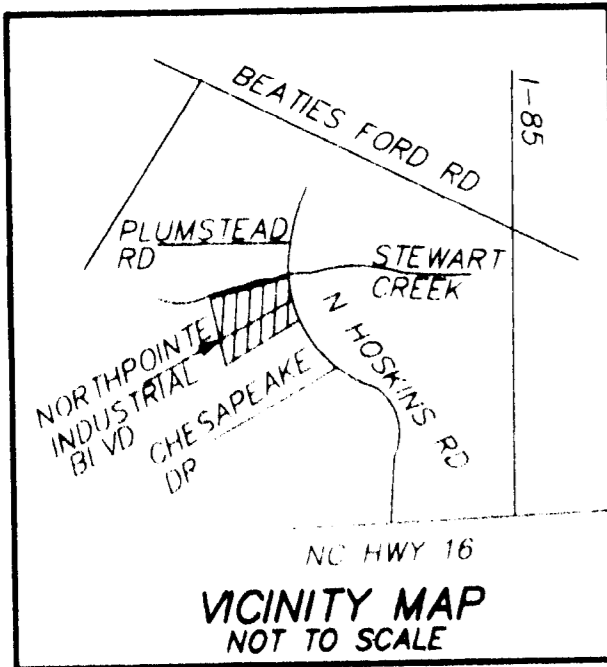 BEATIES FORD RD
I-85
PLUMSTEAD
RD
STEWART
CREEK
N HOSKINS RD
NORTHPOINTE
INDUSTRIAL
BLVD
CHESAPEAKE
DR
NC HWY 16
VICINITY MAP
NOT TO SCALE